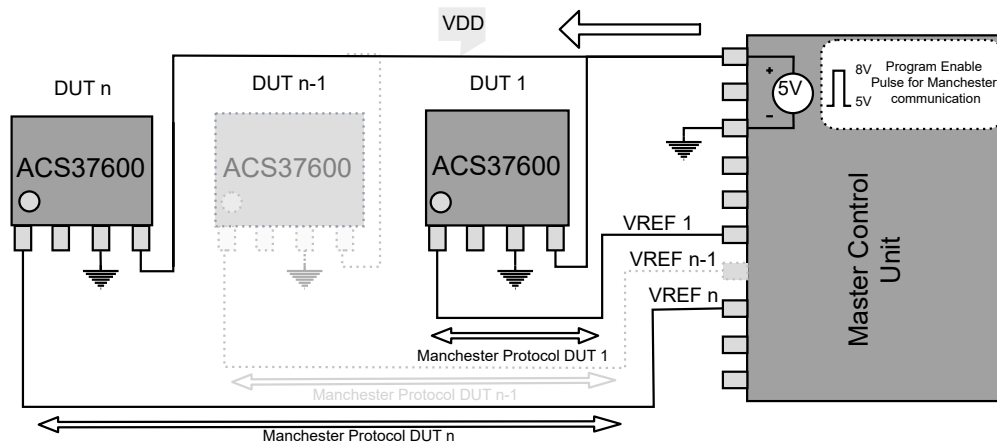 VDD
DUT n
DUT n-1
DUT 1
ACS37600
ACS37600
ACS37600
+
5V
-
8V
5V
Program Enable
Pulse for Manchester
communication
VREF 1
VREF n-1
VREF n
Master Control
Unit
Manchester Protocol DUT 1
Manchester Protocol DUT n-1
Manchester Protocol DUT n